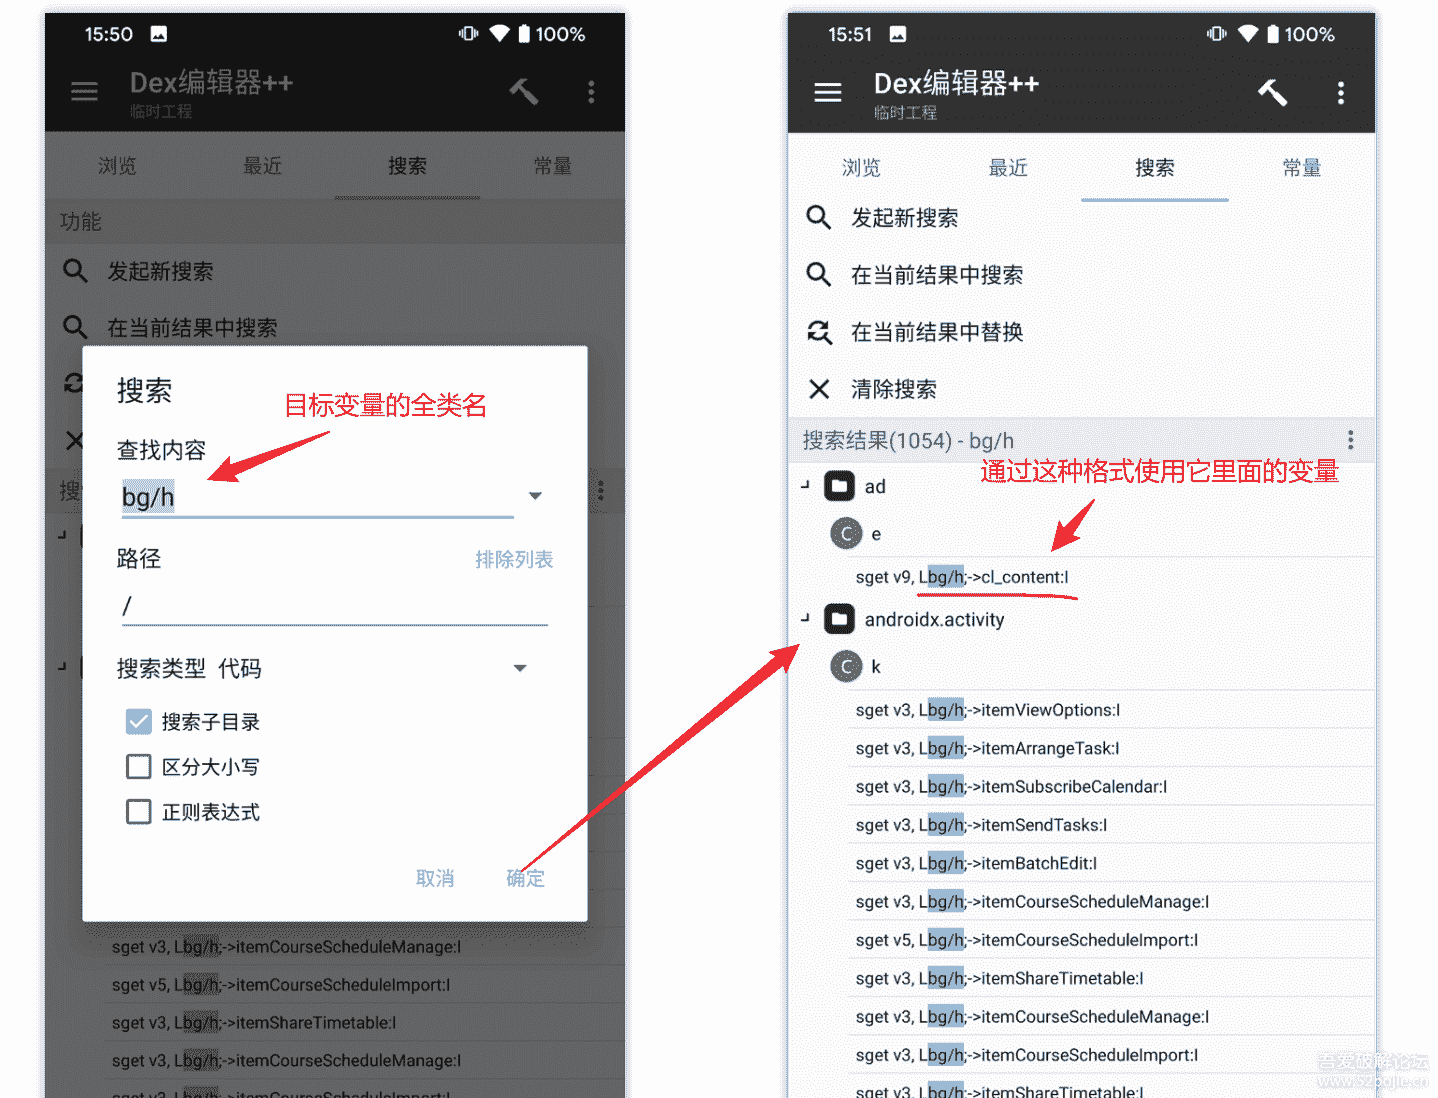 15:50
100%
Dex编辑器++
临时工程
浏览
最近
搜索
常量
功能
发起新搜索
在当前结果中搜索
搜索
目标变量的全类名
查找内容
bg/h
路径
排除列表
/
搜索类型 代码
搜索子目录
区分大小写
正则表达式
取消
确定
sget v3, Lbg/h;->itemCourseScheduleManage:I
sget v5, Lbg/h;->itemCourseScheduleImport:I
sget v3, Lbg/h;->itemShareTimetable:I
sget v3, Lbg/h;->itemCourseScheduleManage:I
sget v3, Lbg/h;->itemCourseScheduleImport:I
15:51
100%
Dex编辑器++
临时工程
浏览
最近
搜索
常量
发起新搜索
在当前结果中搜索
在当前结果中替换
清除搜索
搜索结果(1054) - bg/h
通过这种格式使用它里面的变量
ad
C e
sget v9, Lbg/h;->cl_content:I
androidx.activity
C k
sget v3, Lbg/h;->itemViewOptions:I
sget v3, Lbg/h;->itemArrangeTask:I
sget v3, Lbg/h;->itemSubscribeCalendar:I
sget v3, Lbg/h;->itemSendTasks:I
sget v3, Lbg/h;->itemBatchEdit:I
sget v3, Lbg/h;->itemCourseScheduleManage:I
sget v5, Lbg/h;->itemCourseScheduleImport:I
sget v3, Lbg/h;->itemShareTimetable:I
sget v3, Lbg/h;->itemCourseScheduleManage:I
sget v3, Lbg/h;->itemCourseScheduleImport:I
sget v3, Lbg/h;->itemShareTimetable:I
吾爱破解论坛
www.52pojie.cn